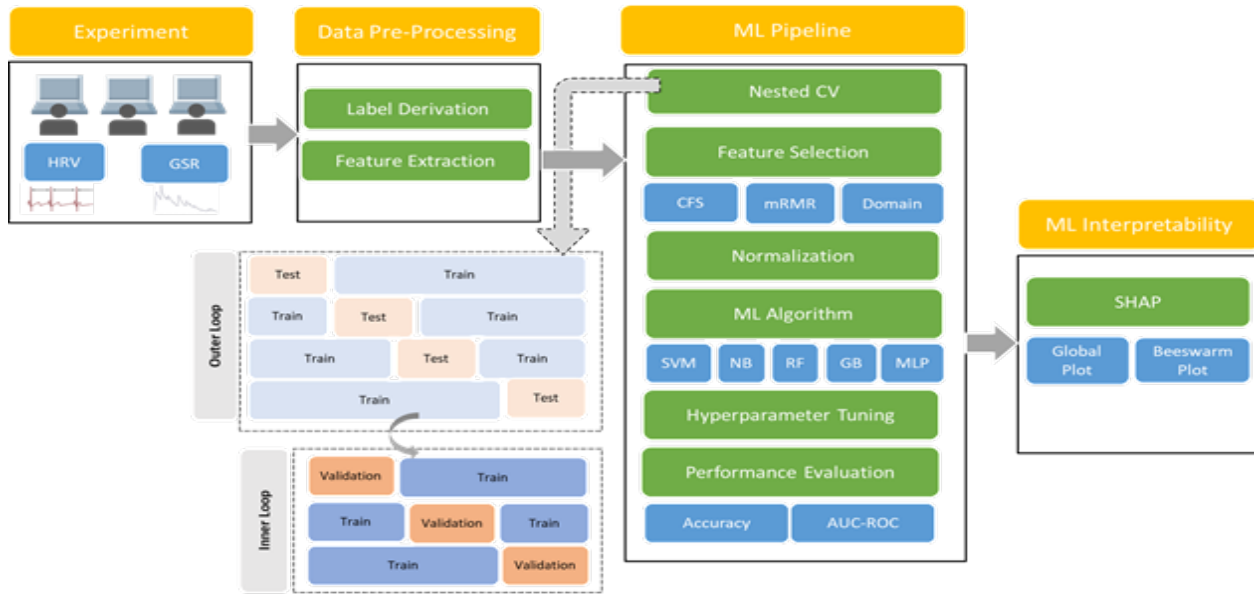 Experiment
HRV
GSR
Data Pre-Processing
Label Derivation
Feature Extraction
ML Pipeline
Nested CV
Feature Selection
CFS
mRMR
Domain
Normalization
ML Algorithm
SVM
NB
RF
GB
MLP
Hyperparameter Tuning
Performance Evaluation
Accuracy
AUC-ROC
ML Interpretability
SHAP
Global
Plot
Beeswarm
Plot
Outer Loop
Test
Train
Train
Test
Train
Train
Test
Train
Train
Test
Inner Loop
Validation
Train
Train
Validation
Train
Train
Validation